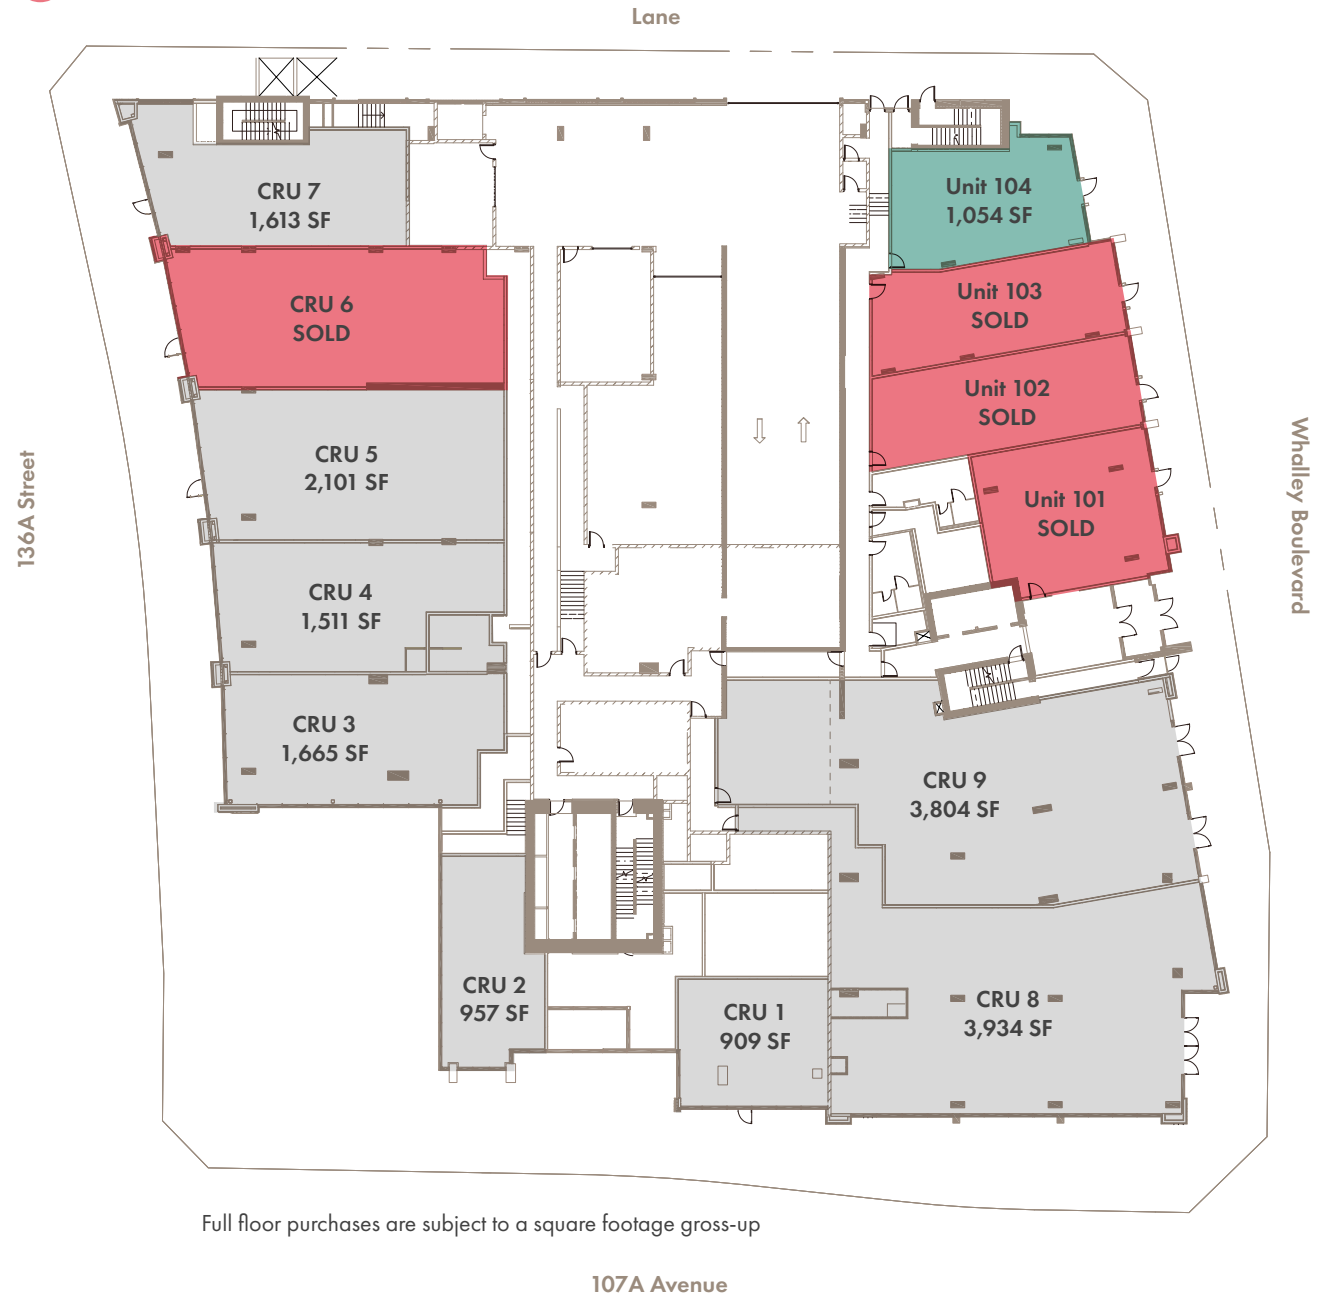 Lane
CRU 7
1,613 SF
Unit 104
1,054 SF
CRU 6
SOLD
Unit 103
SOLD
Unit 102
SOLD
CRU 5
2,101 SF
Unit 101
SOLD
136A Street
Whalley Boulevard
CRU 4
1,511 SF
CRU 3
1,665 SF
CRU 9
3,804 SF
CRU 2
957 SF
CRU 1
909 SF
CRU 8
3,934 SF
Full floor purchases are subject to a square footage gross-up
107A Avenue